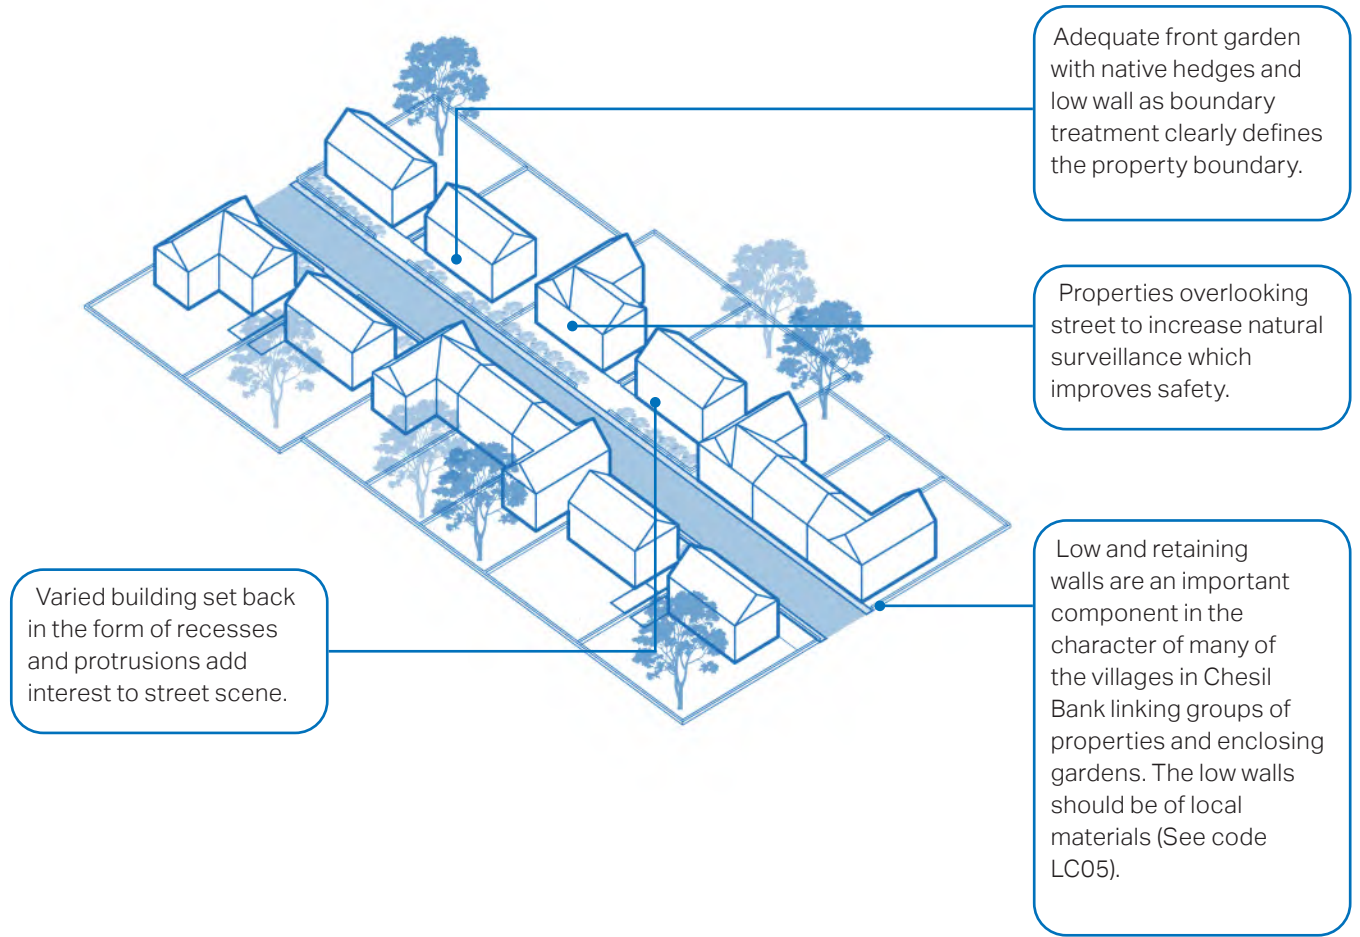 Adequate front garden
with native hedges and
low wall as boundary
treatment clearly defines
the property boundary.
Properties overlooking
street to increase natural
surveillance which
improves safety.
Low and retaining
walls are an important
component in the
character of many of
the villages in Chesil
Bank linking groups of
properties and enclosing
gardens. The low walls
should be of local
materials (See code
LC05).
Varied building set back
in the form of recesses
and protrusions add
interest to street scene.